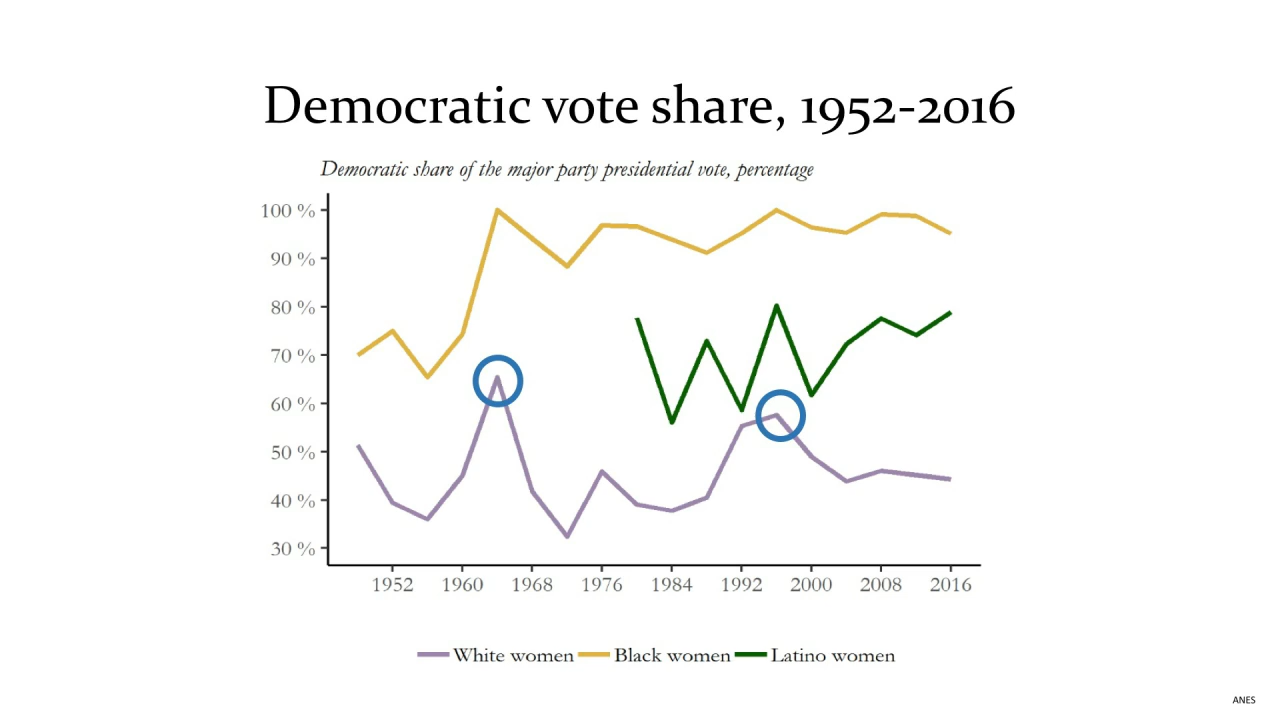 Democratic vote share, 1952-2016
Democratic share of the major party presidential vote, percentage
100 %
90 %
80 %
70 %
60 %
50 %
40 %
30 %
1952 1960 1968 1976 1984 1992 2000 2008 2016
White women Black women Latino women
ANES